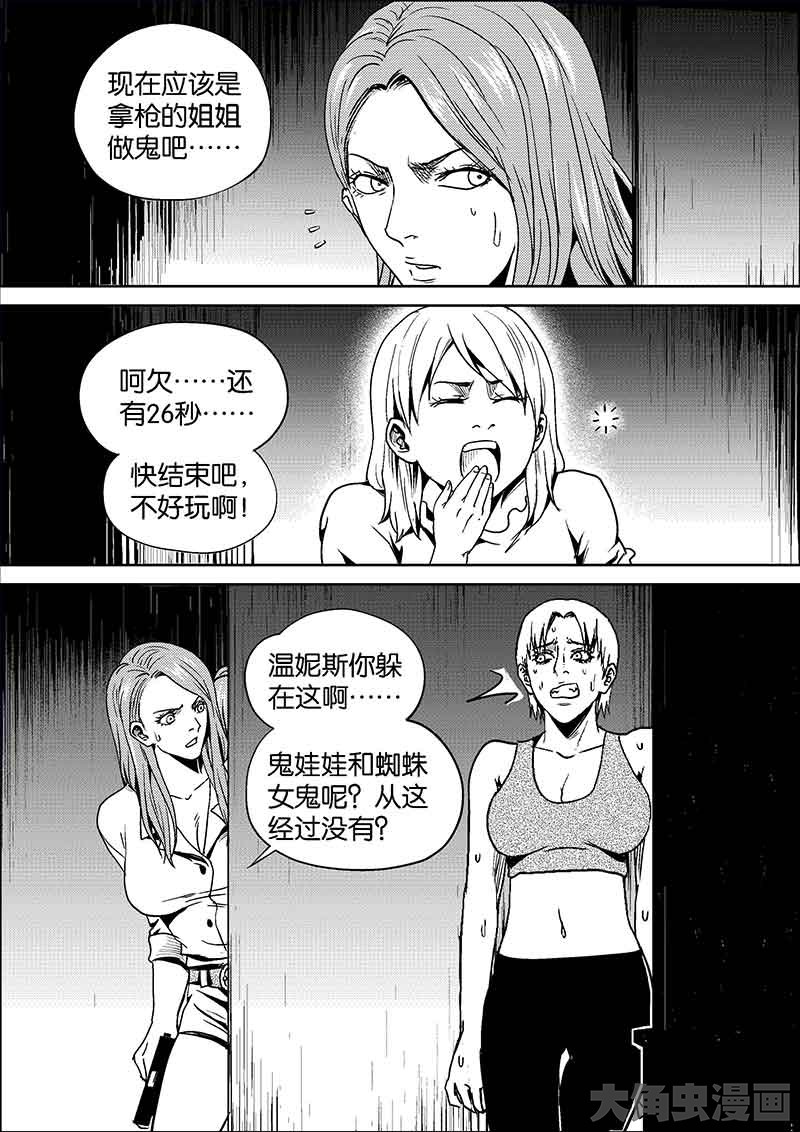 现在应该是
拿枪的姐姐
做鬼吧……
呵欠……还
有26秒……
快结束吧，
不好玩啊！
温妮斯你躲
在这啊……
鬼娃娃和蜘蛛
女鬼呢？从这
经过没有？
大角虫漫画